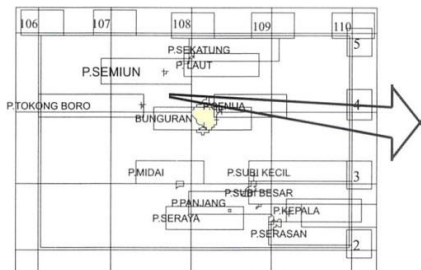 106 107 108 109 110
5
P.SEKATUNG
P.LAUT
P.SEMIUN
4
P.TOKONG BORO
SENUA
BUNGURAN
P.MIDAI
P.SUBI KECIL
3
P.SUBI BESAR
P.PANJANG
P.KEPALA
P.SERAYA
P.SERASAN
2